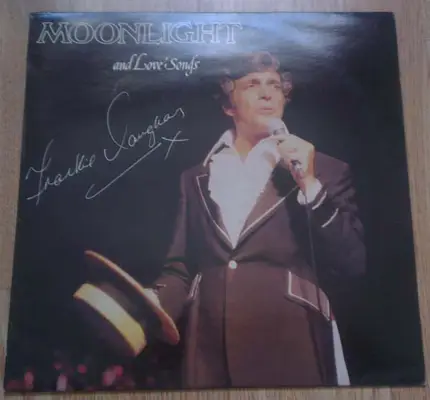 MOONLIGHT
and Love Songs
Frankie Vaughan x